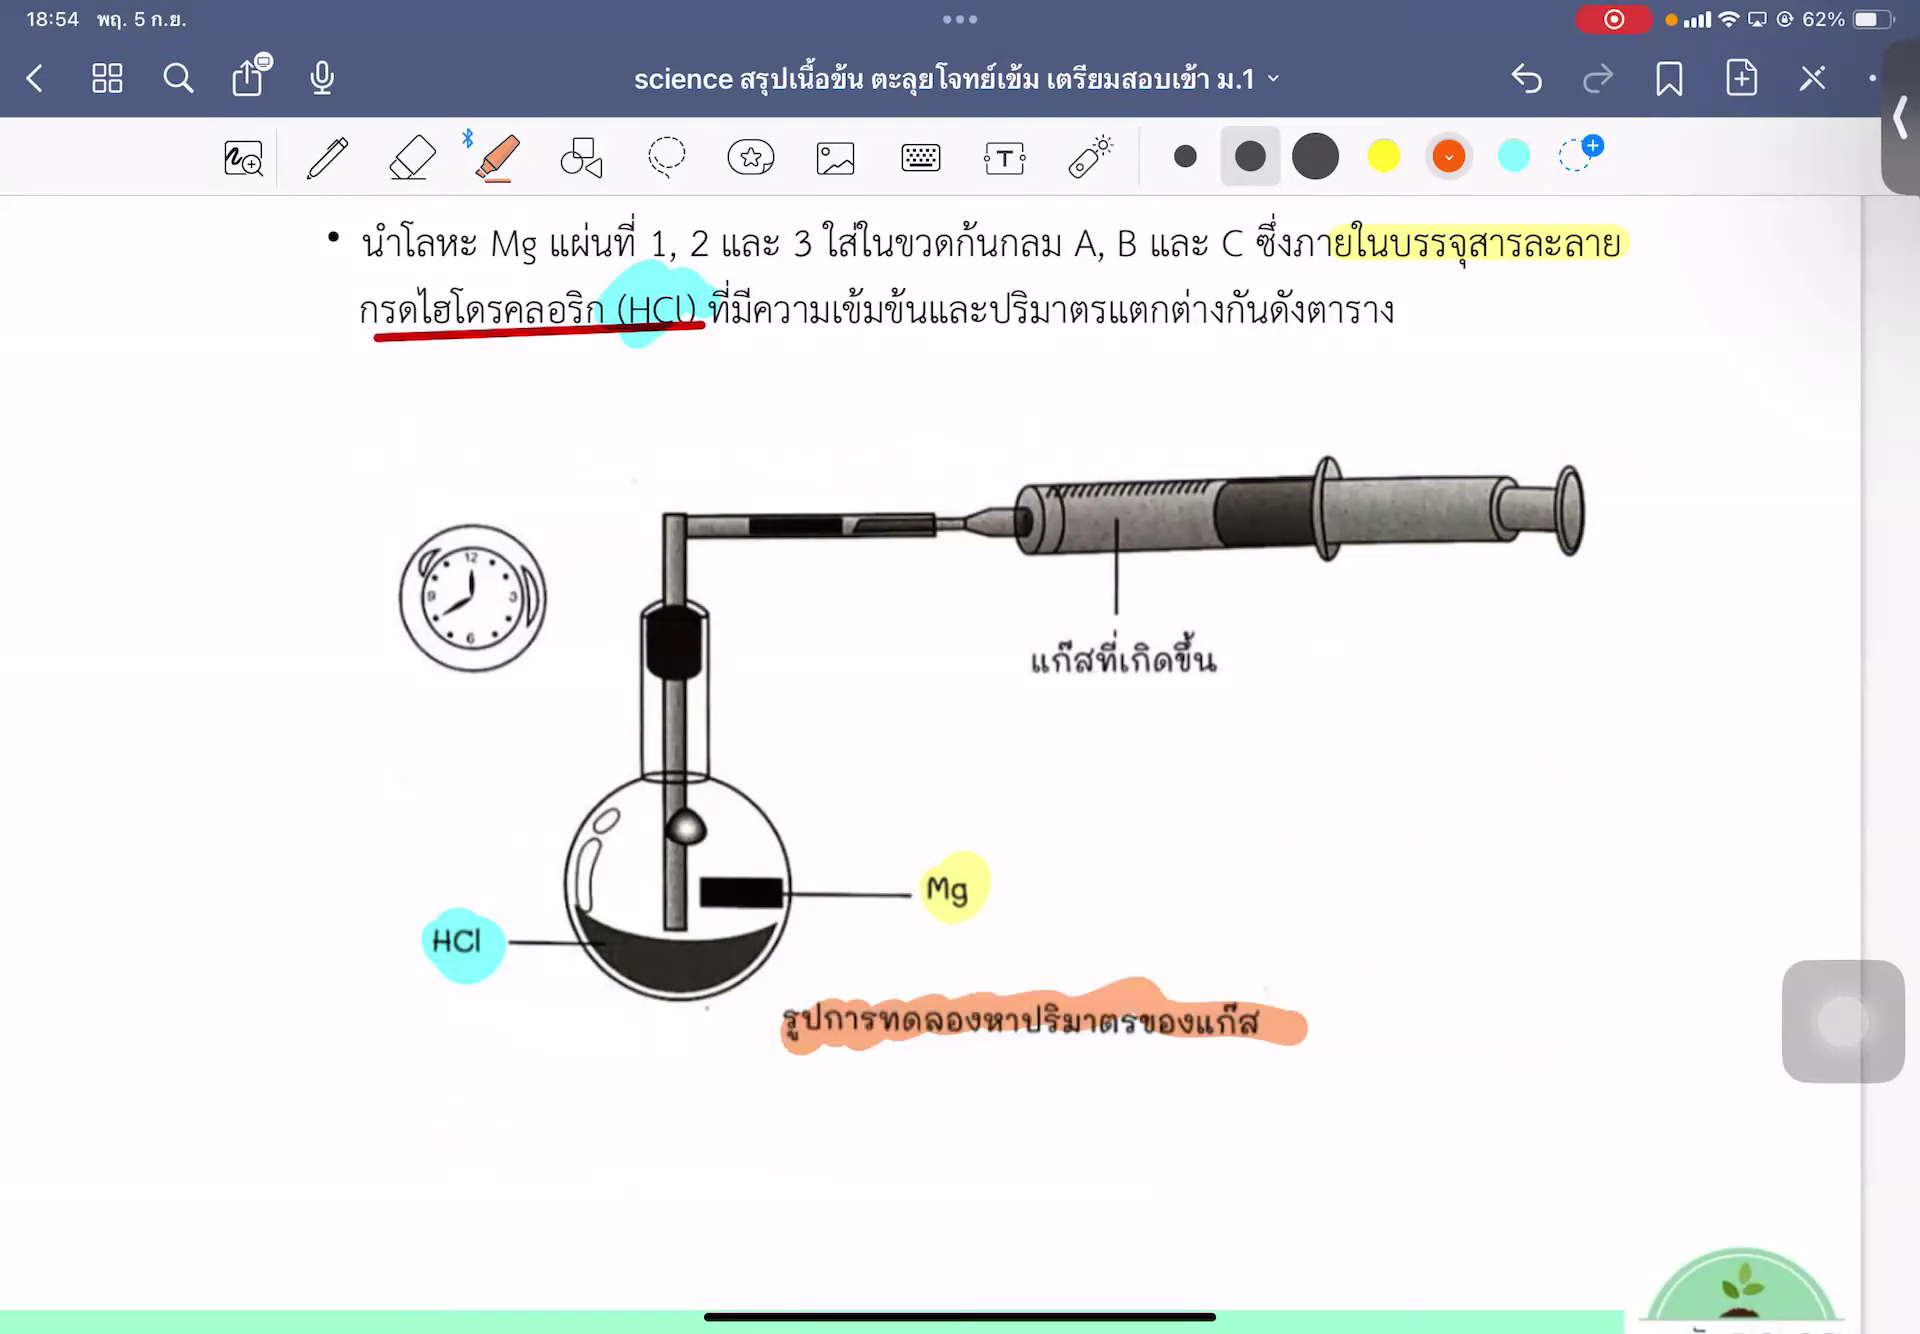 18:54 พฤ. 5 ก.ย.
62%
science สรุปเนื้อข้น ตะลุยโจทย์เข้ม เตรียมสอบเข้า ม.1
T
• นำโลหะ Mg แผ่นที่ 1, 2 และ 3 ใส่ในขวดก้นกลม A, B และ C ซึ่งภายในบรรจุสารละลาย
กรดไฮโดรคลอริก (HCl) ที่มีความเข้มข้นและปริมาตรแตกต่างกันดังตาราง
12
9 3
6
แก๊สที่เกิดขึ้น
Mg
HCl
รูปการทดลองหาปริมาตรของแก๊ส